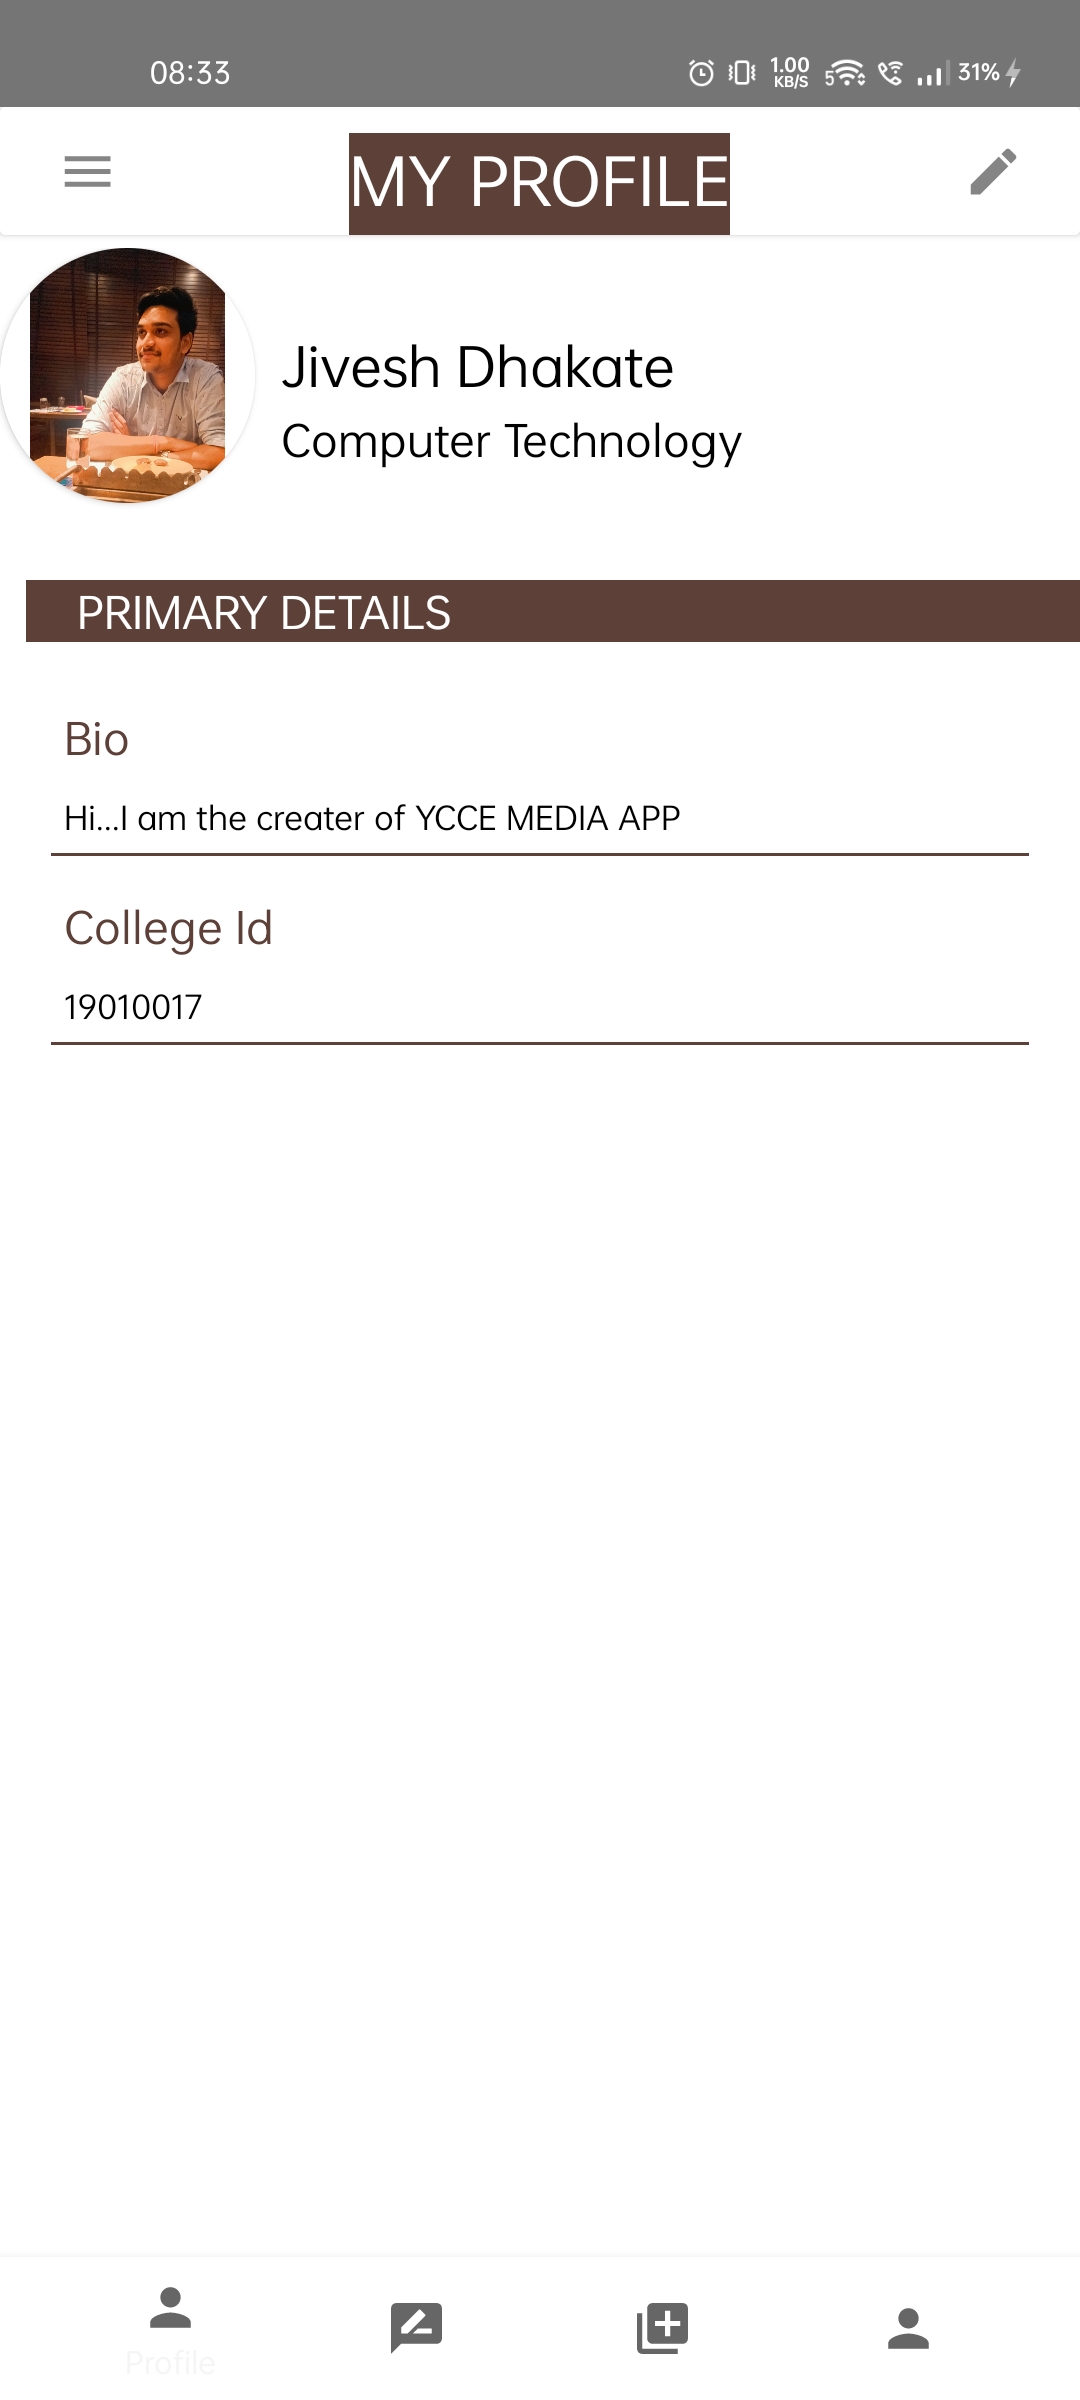 08:33
1.00
KB/S
5
31%
MY PROFILE
Jivesh Dhakate
Computer Technology
PRIMARY DETAILS
Bio
Hi...I am the creater of YCCE MEDIA APP
College Id
19010017
Profile